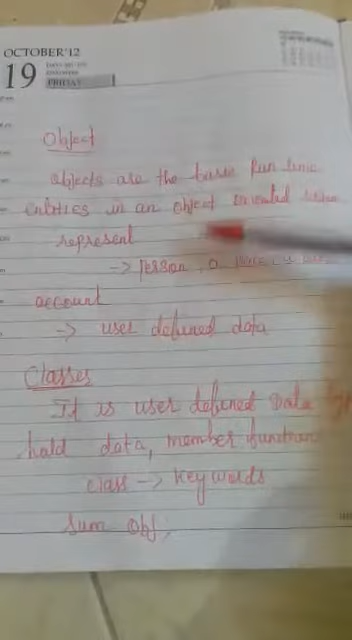 OCTOBER'12
19
FRIDAY
Object
Objects are the basic Run time
entities in an object oriented
represent
-> person, a place
account
-> user defined data
Classes
It is user defined data
hold data, member function
class -> keywords
Sum obj;